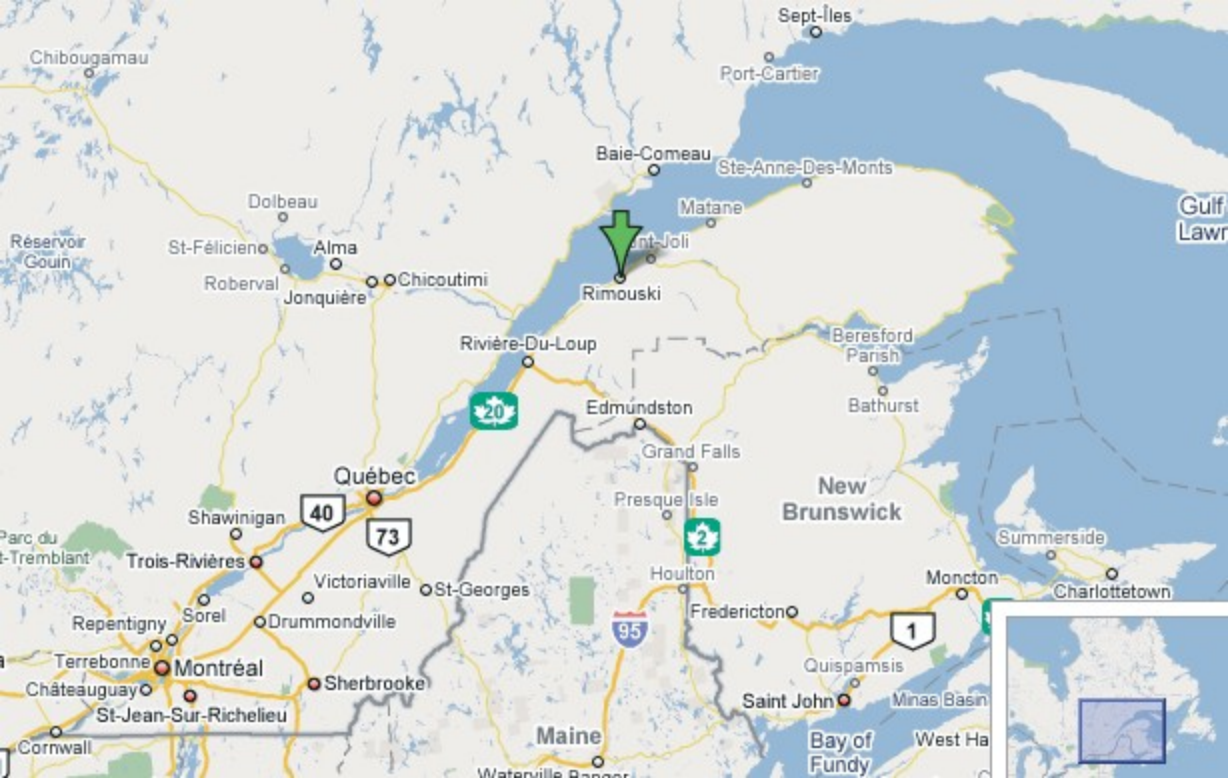 Sept-Îles
Chibougamau
Port-Cartier
Baie-Comeau
Ste-Anne-Des-Monts
Dolbeau
Matane
Gulf
Lawr
Réservoir
Gouin
St-Félicien
Alma
nt-Joli
Roberval
Chicoutimi
Jonquière
Rimouski
Rivière-Du-Loup
Beresford
Parish
20
Edmundston
Bathurst
Grand Falls
Québec
New
Brunswick
Presque Isle
40
Shawinigan
73
2
Parc du
t-Tremblant
Summerside
Trois-Rivières
Victoriaville
St-Georges
Houlton
Moncton
Charlottetown
Sorel
Fredericton
Repentigny
Drummondville
95
1
Terrebonne
Montréal
Quispamsis
Châteauguay
Sherbrooke
Saint John
Minas Basin
St-Jean-Sur-Richelieu
Maine
Bay of
Fundy
West Ha
Cornwall
Waterville
Bangor